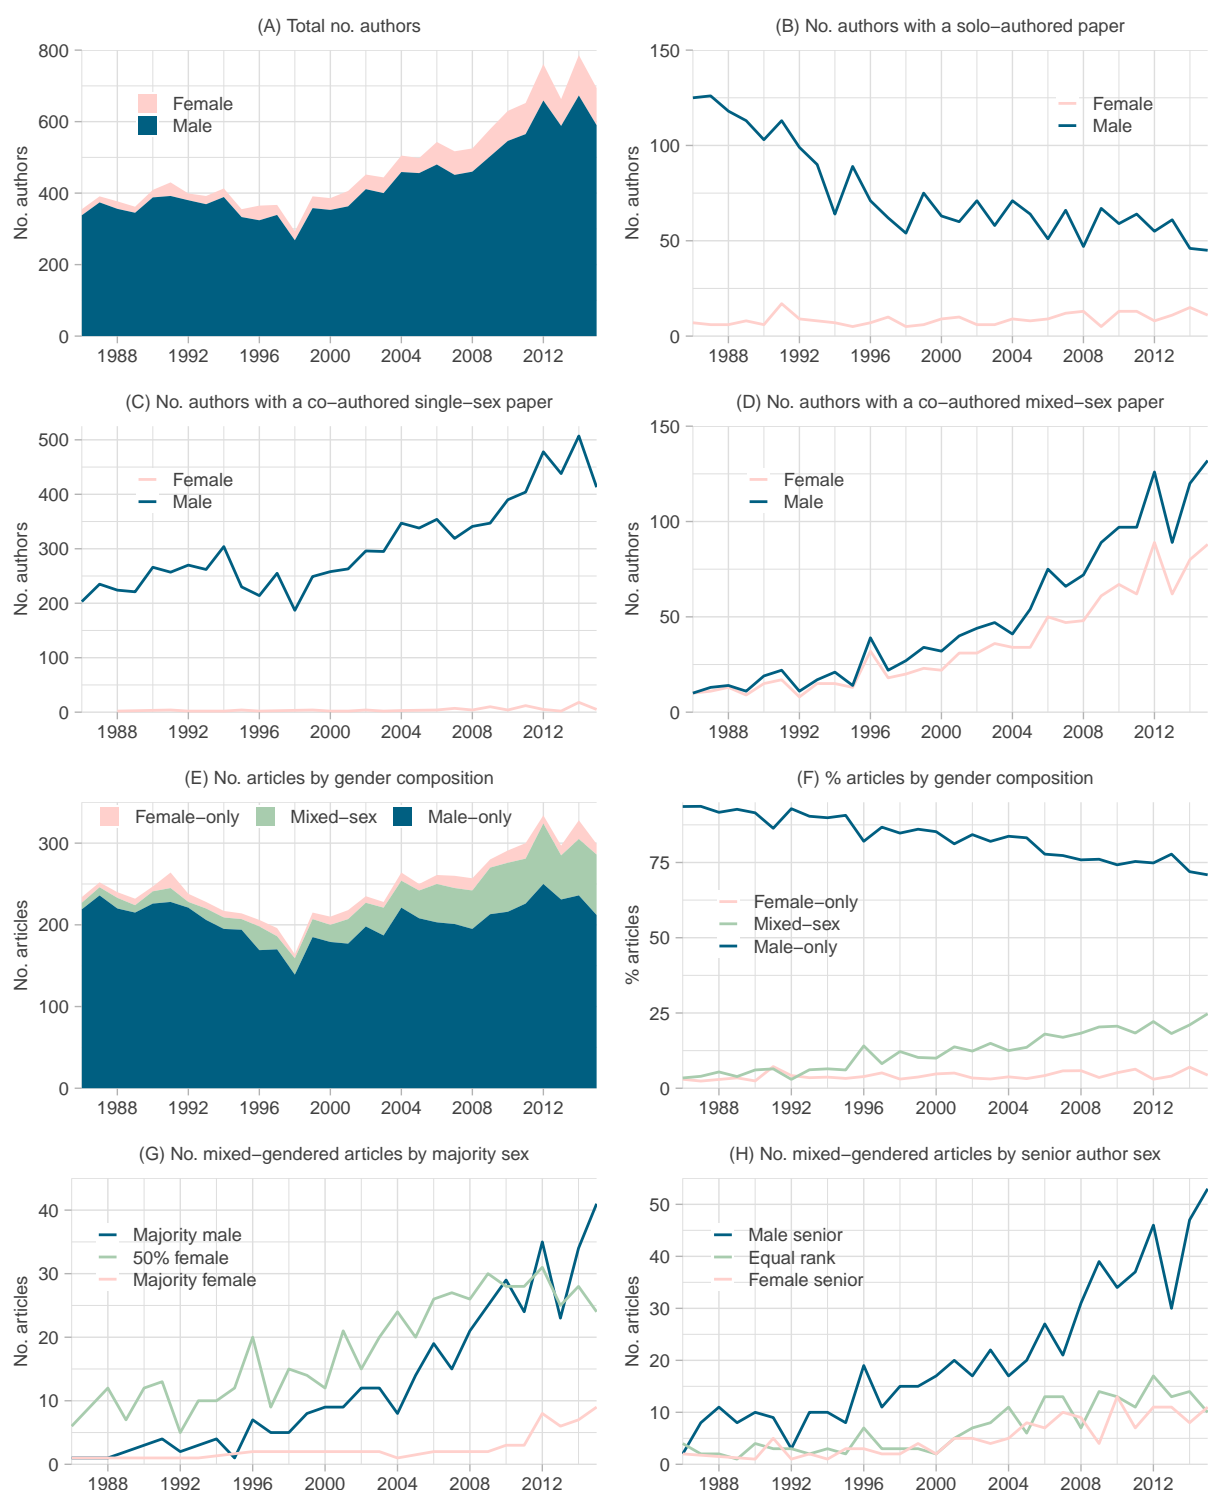 (A) Total no. authors
No. authors
800
600
400
200
0
Female
Male
1988 1992 1996 2000 2004 2008 2012
(B) No. authors with a solo−authored paper
No. authors
150
100
50
0
Female
Male
1988 1992 1996 2000 2004 2008 2012
(C) No. authors with a co−authored single−sex paper
No. authors
500
400
300
200
100
0
Female
Male
1988 1992 1996 2000 2004 2008 2012
(D) No. authors with a co−authored mixed−sex paper
No. authors
150
100
50
0
Female
Male
1988 1992 1996 2000 2004 2008 2012
(E) No. articles by gender composition
No. articles
300
200
100
0
Female−only Mixed−sex Male−only
1988 1992 1996 2000 2004 2008 2012
(F) % articles by gender composition
% articles
75
50
25
0
Female−only
Mixed−sex
Male−only
1988 1992 1996 2000 2004 2008 2012
(G) No. mixed−gendered articles by majority sex
No. articles
40
30
20
10
0
Majority male
50% female
Majority female
1988 1992 1996 2000 2004 2008 2012
(H) No. mixed−gendered articles by senior author sex
No. articles
50
40
30
20
10
0
Male senior
Equal rank
Female senior
1988 1992 1996 2000 2004 2008 2012